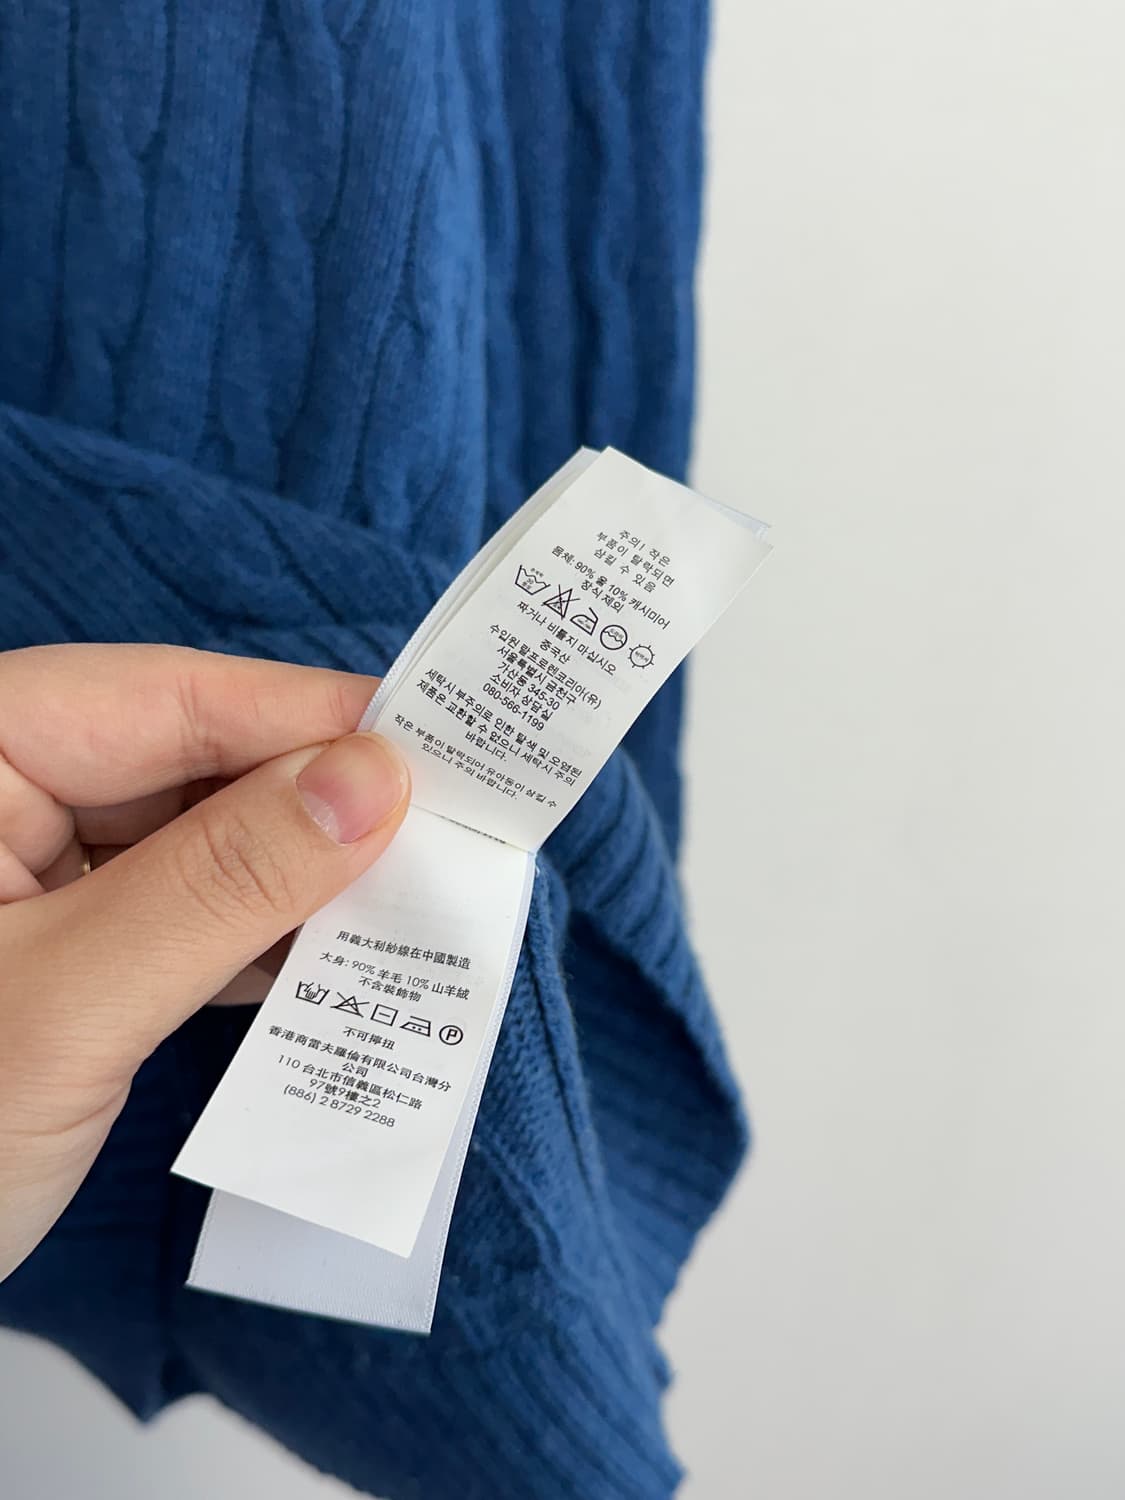 주의! 작은
부품이 탈락되면
삼킬 수 있음
몸체: 90% 울 10% 캐시미어
장식 제외
짜거나 비틀지 마십시오
중국산
수입원 랄프로렌코리아(유)
서울특별시 금천구
가산동 345-30
소비자 상담실
080-566-1199
세탁시 부주의로 인한 탈색 및 오염된
제품은 교환할 수 없으니 세탁시 주의
바랍니다.
작은 부품이 탈락되어 유아동이 삼킬 수
있으니 주의 바랍니다.
用義大利紗線在中國製造
大身: 90% 羊毛 10% 山羊絨
不含裝飾物
P
不可擰扭
香港商雷夫羅倫有限公司台灣分
公司
110 台北市信義區松仁路
97號9樓之2
(886) 2 8729 2288